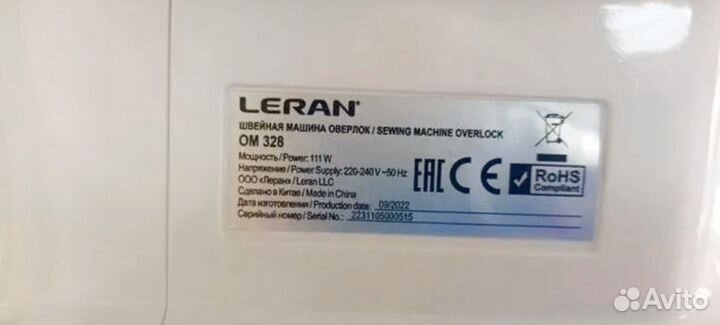 LERAN
ШВЕЙНАЯ МАШИНА ОВЕРЛОК / SEWING MACHINE OVERLOCK
OM 328
Мощность / Power: 111 W
Напряжение / Power Supply: 220-240 V ~50 Hz
ООО «Леран» / Leran LLC
Сделано в Китае / Made in China
Дата изготовления / Production date: 09/2022
Серийный номер / Serial No.: 2231105000515
EAC CE RoHS
Compliant
Avito